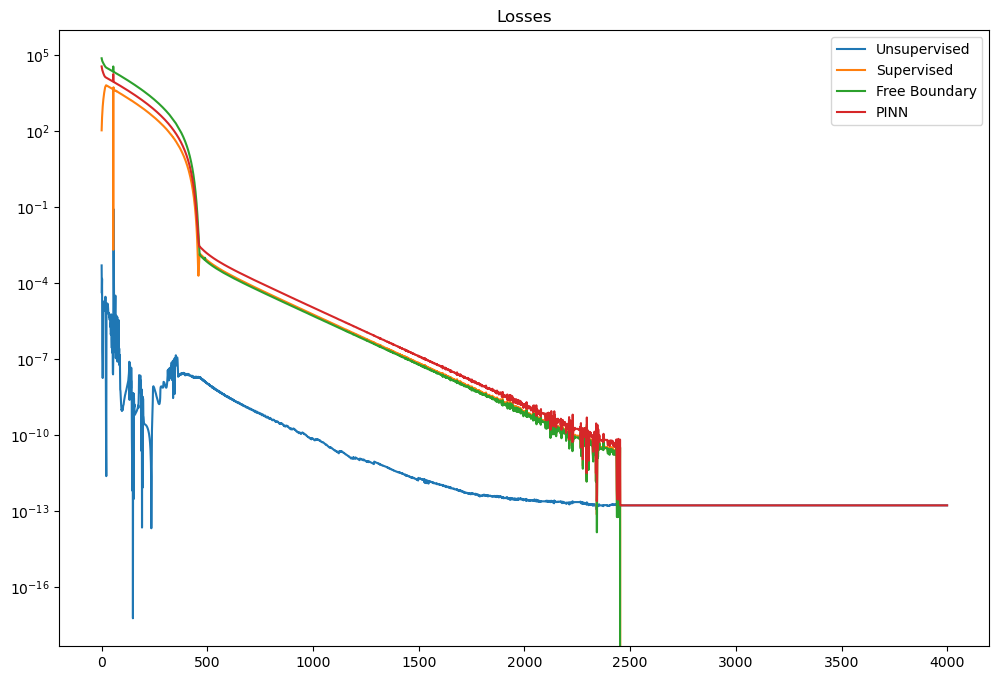 Losses
Unsupervised
Supervised
Free Boundary
PINN
10^5
10^2
10^-1
10^-4
10^-7
10^-10
10^-13
10^-16
0 500 1000 1500 2000 2500 3000 3500 4000